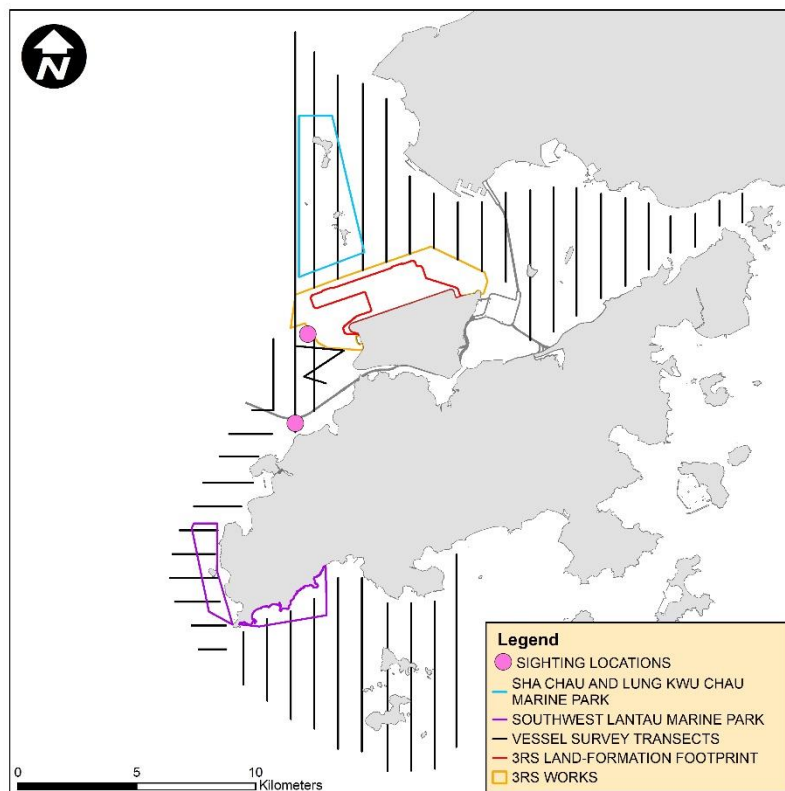 N
Legend
SIGHTING LOCATIONS
SHA CHAU AND LUNG KWU CHAU
MARINE PARK
SOUTHWEST LANTAU MARINE PARK
VESSEL SURVEY TRANSECTS
3RS LAND-FORMATION FOOTPRINT
3RS WORKS
0 5 10
Kilometers